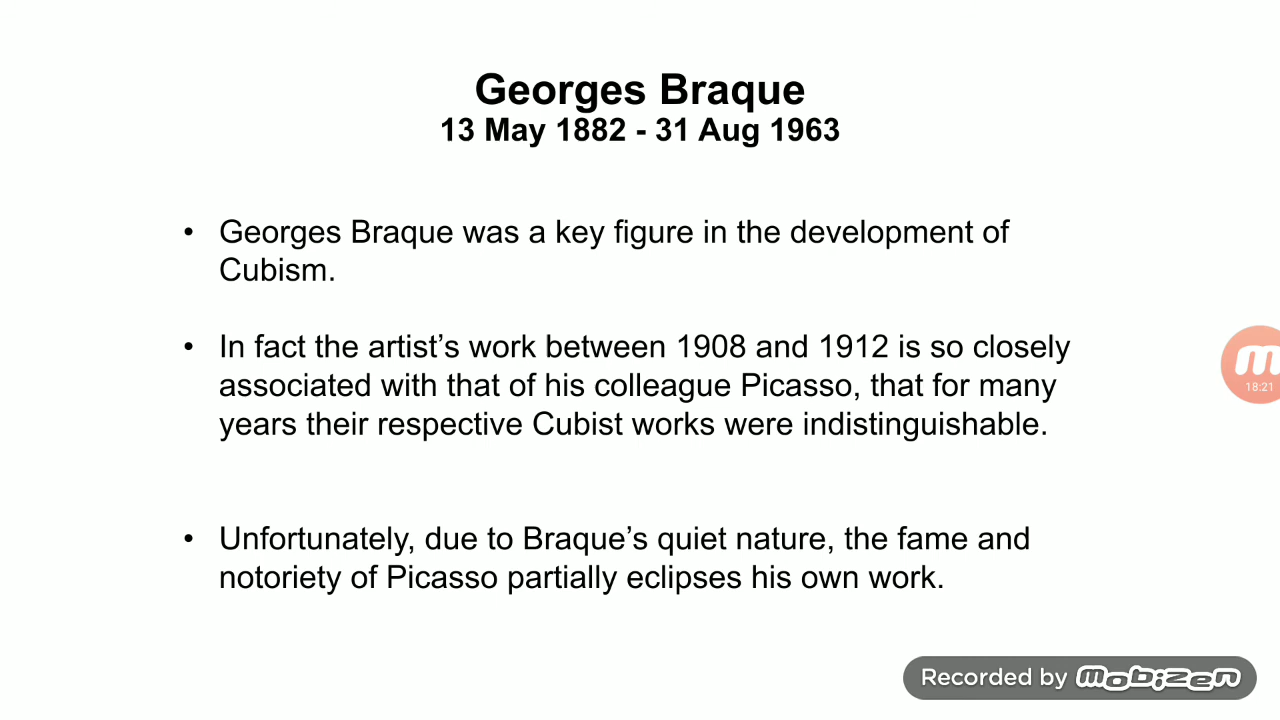 Georges Braque
13 May 1882 - 31 Aug 1963
• Georges Braque was a key figure in the development of
Cubism.
• In fact the artist’s work between 1908 and 1912 is so closely
associated with that of his colleague Picasso, that for many
years their respective Cubist works were indistinguishable.
• Unfortunately, due to Braque’s quiet nature, the fame and
notoriety of Picasso partially eclipses his own work.
m
18:21
Recorded by mobizen